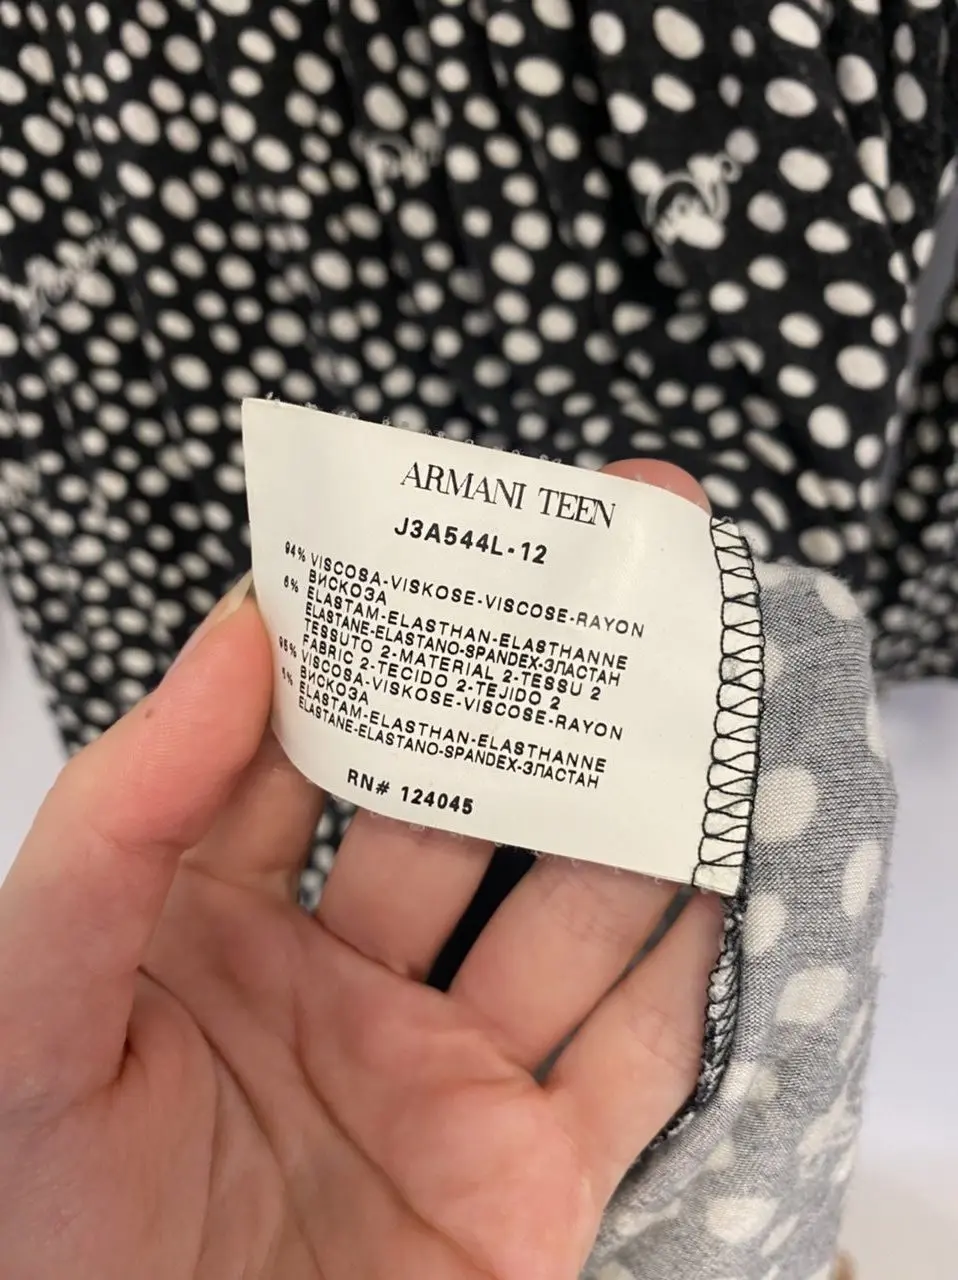 ARMANI TEEN
J3A544L-12
94% VISCOSA-VISKOSE-VISCOSE-RAYON
ВИСКОЗА
6% ELASTAM-ELASTHAN-ELASTHANNE
ELASTANE-ELASTANO-SPANDEX-ЭЛАСТАН
TESSUTO 2-MATERIAL 2-TESSU 2
FABRIC 2-TECIDO 2-TEJIDO 2
95% VISCOSA-VISKOSE-VISCOSE-RAYON
ВИСКОЗА
5% ELASTAM-ELASTHAN-ELASTHANNE
ELASTANE-ELASTANO-SPANDEX-ЭЛАСТАН
RN# 124045